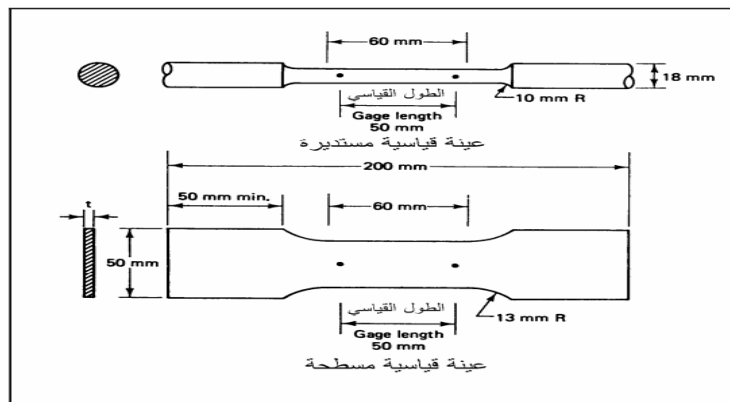 60 mm
18 mm
10 mm R
الطول القياسي
Gage length
50 mm
عينة قياسية مستديرة
200 mm
50 mm min.
60 mm
t
50 mm
الطول القياسي
13 mm R
Gage length
50 mm
عينة قياسية مسطحة